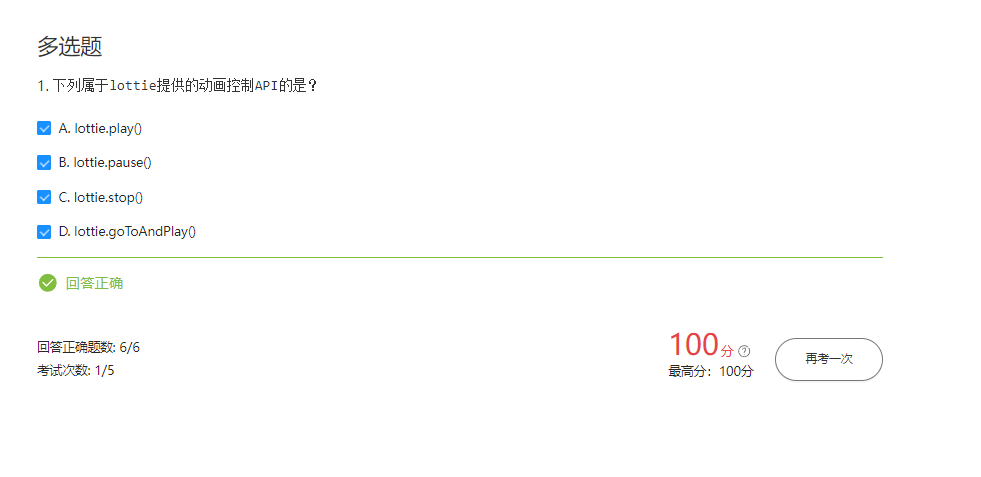 多选题
1. 下列属于lottie提供的动画控制API的是？
A. lottie.play()
B. lottie.pause()
C. lottie.stop()
D. lottie.goToAndPlay()
回答正确
回答正确题数: 6/6
考试次数: 1/5
100分
最高分：100分
再考一次